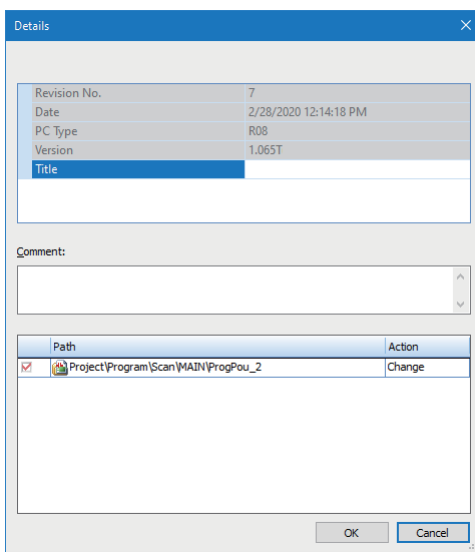 Details
Revision No. 7
Date 2/28/2020 12:14:18 PM
PC Type R08
Version 1.065T
Title
Comment:
Path Action
Project\Program\Scan\MAIN\ProgPou_2 Change
OK Cancel